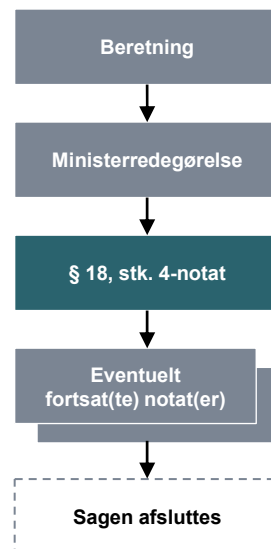 Beretning
Ministerredegørelse
§ 18, stk. 4-notat
Eventuelt
fortsat(te) notat(er)
Sagen afsluttes